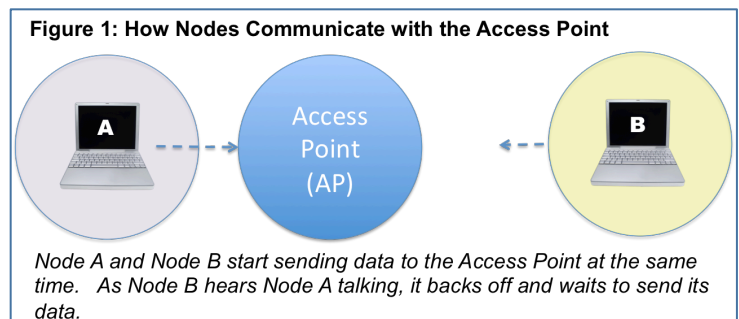 Figure 1: How Nodes Communicate with the Access Point
A
Access
Point
(AP)
B
Node A and Node B start sending data to the Access Point at the same
time.   As Node B hears Node A talking, it backs off and waits to send its
data.